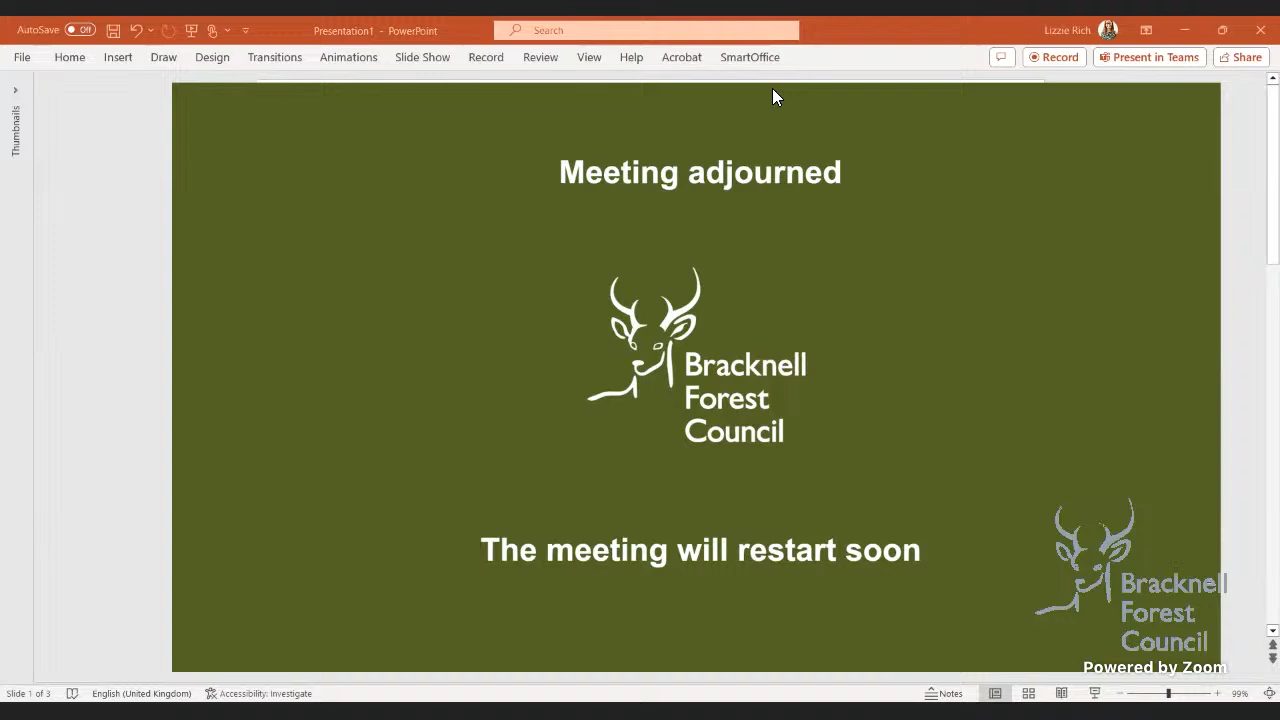 AutoSave Off Presentation1 - PowerPoint Search Lizzie Rich
File Home Insert Draw Design Transitions Animations Slide Show Record Review View Help Acrobat SmartOffice Record Present in Teams Share
Thumbnails
Meeting adjourned
Bracknell
Forest
Council
The meeting will restart soon
Bracknell
Forest
Council
Powered by Zoom
Slide 1 of 3 English (United Kingdom) Accessibility: Investigate Notes 99%